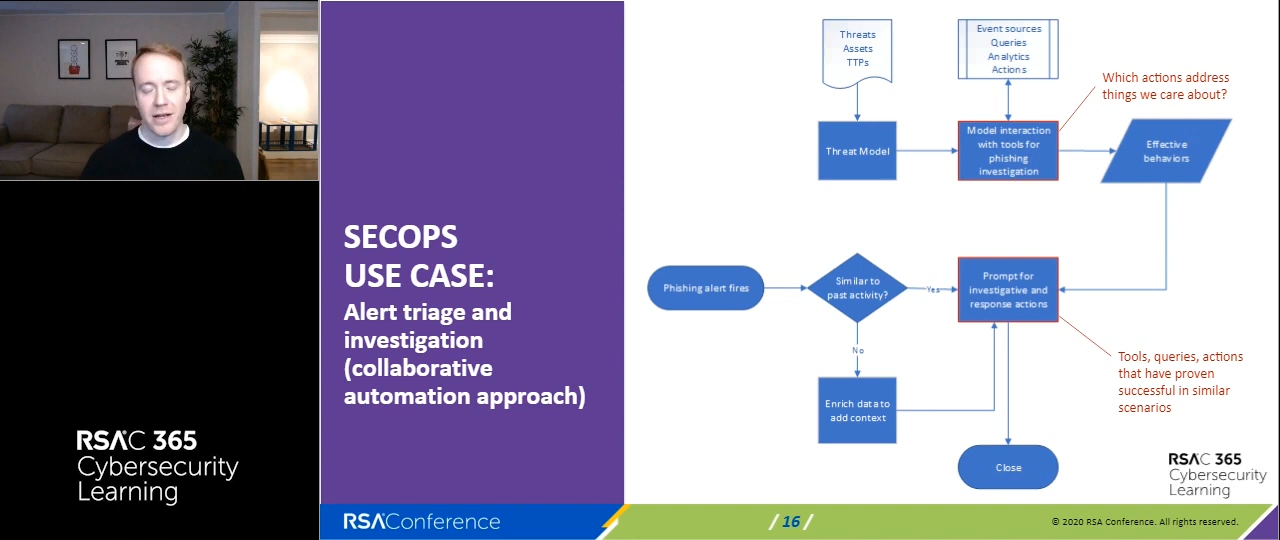 SECOPS
USE CASE:
Alert triage and
investigation
(collaborative
automation approach)
Threats
Assets
TTPs
Event sources
Queries
Analytics
Actions
Which actions address
things we care about?
Threat Model
Model interaction
with tools for
phishing
investigation
Effective
behaviors
Phishing alert fires
Similar to
past activity?
Yes
Prompt for
investigative and
response actions
No
Tools, queries, actions
that have proven
successful in similar
scenarios
Enrich data to
add context
Close
RSAC 365
Cybersecurity
Learning
RSAC 365
Cybersecurity
Learning
RSAConference
/ 16 /
© 2020 RSA Conference. All rights reserved.